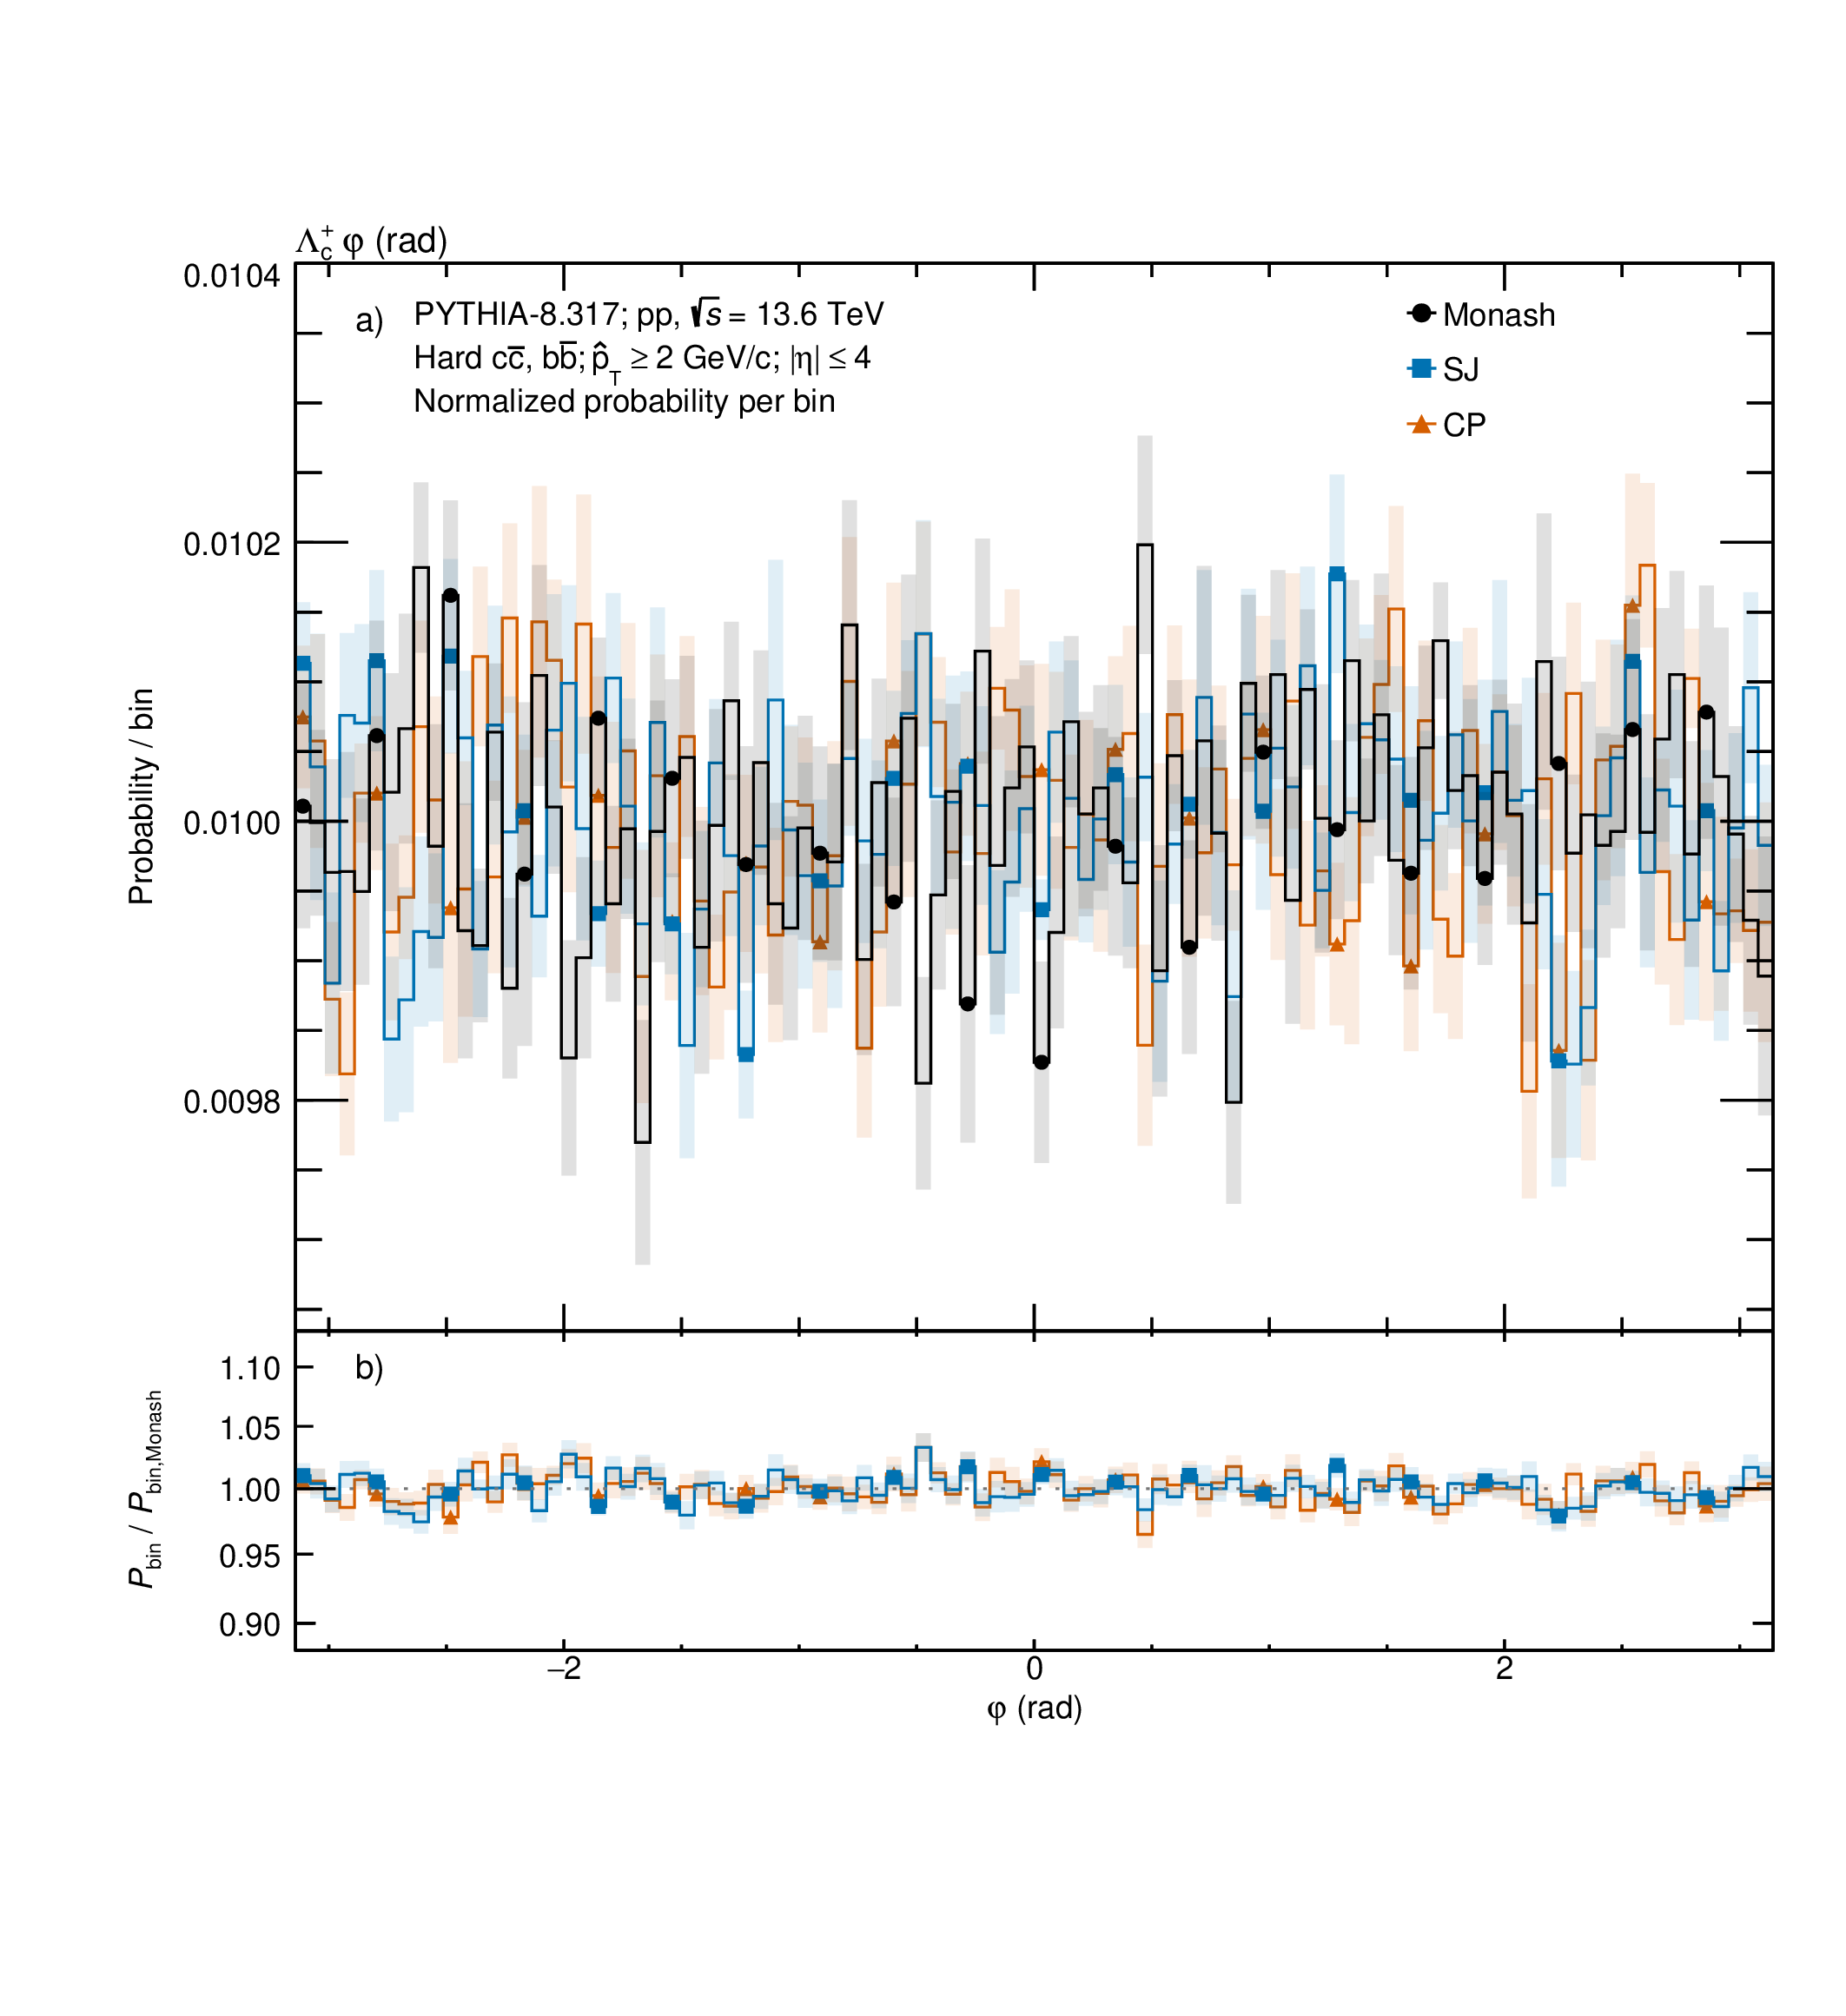 Λc+ φ (rad)
0.0104
a) PYTHIA-8.317; pp, √s = 13.6 TeV
Hard cc̅, bb̅; p̂T ≥ 2 GeV/c; |η| ≤ 4
Normalized probability per bin
Monash
SJ
CP
0.0102
0.0100
0.0098
Probability / bin
b)
1.10
1.05
1.00
0.95
0.90
Pbin / Pbin,Monash
−2
0
2
φ (rad)